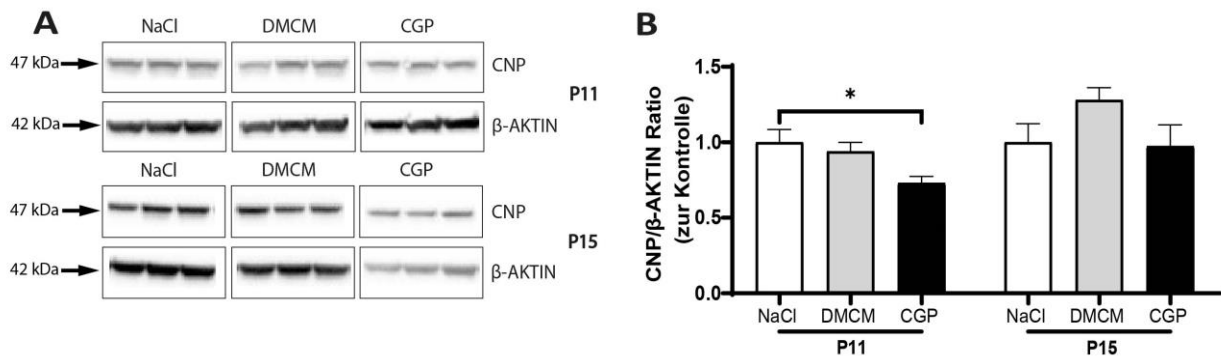 A
NaCl DMCM CGP
47 kDa CNP
P11
42 kDa β-AKTIN
NaCl DMCM CGP
47 kDa CNP
P15
42 kDa β-AKTIN
B
CNP/β-AKTIN Ratio
(zur Kontrolle)
1.5
1.0
0.5
0.0
*
NaCl DMCM CGP NaCl DMCM CGP
P11 P15